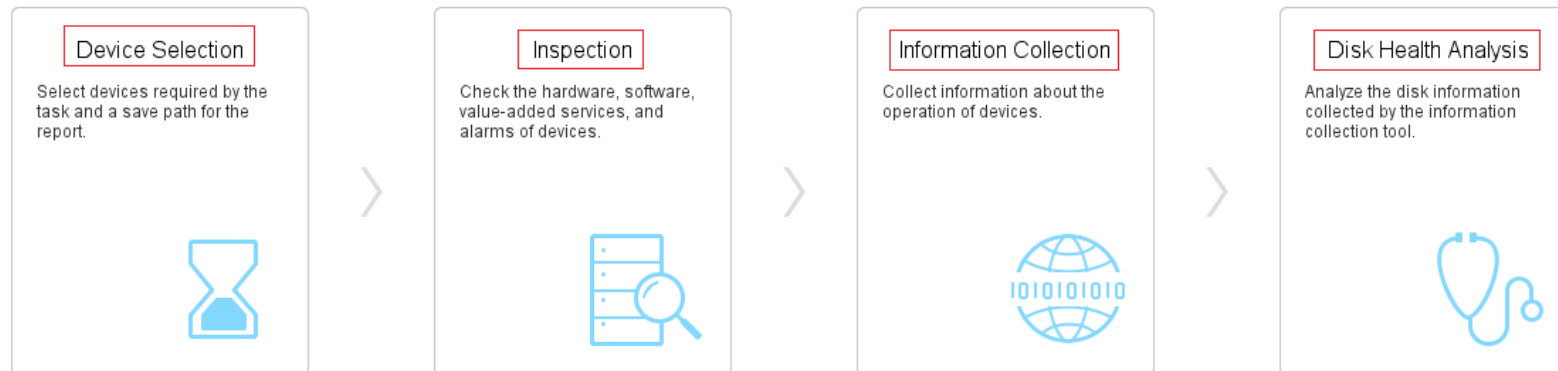 Device Selection
Select devices required by the
task and a save path for the
report.
Inspection
Check the hardware, software,
value-added services, and
alarms of devices.
Information Collection
Collect information about the
operation of devices.
1010101010
Disk Health Analysis
Analyze the disk information
collected by the information
collection tool.